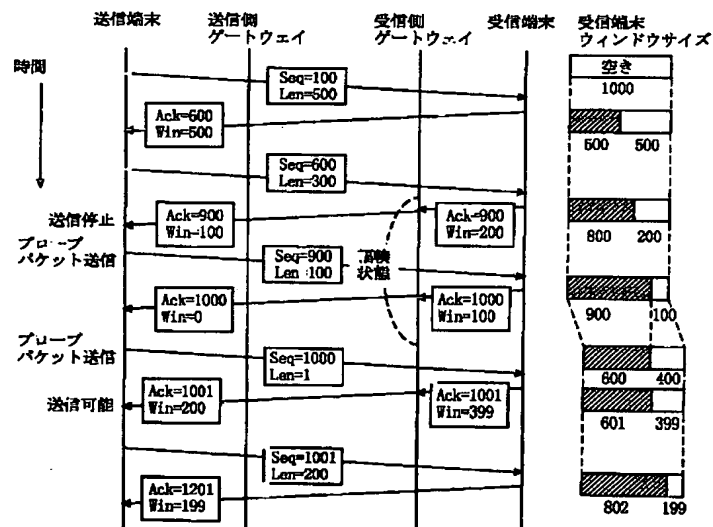 送信端末
送信側
ゲートウェイ
受信側
ゲートウェイ
受信端末
受信端末
ウィンドウサイズ
時間
Seq=100
Len=500
空き
1000
Ack=600
Win=500
500 500
Seq=600
Len=300
送信停止
Ack=900
Win=100
Ack=900
Win=200
800 200
プローブ
パケット送信
Seq=900
Len=100
状態
Ack=1000
Win=0
Ack=1000
Win=100
900 100
プローブ
パケット送信
Seq=1000
Len=1
600 400
送信可能
Ack=1001
Win=200
Ack=1001
Win=399
601 399
Seq=1001
Len=200
Ack=1201
Win=199
802 199